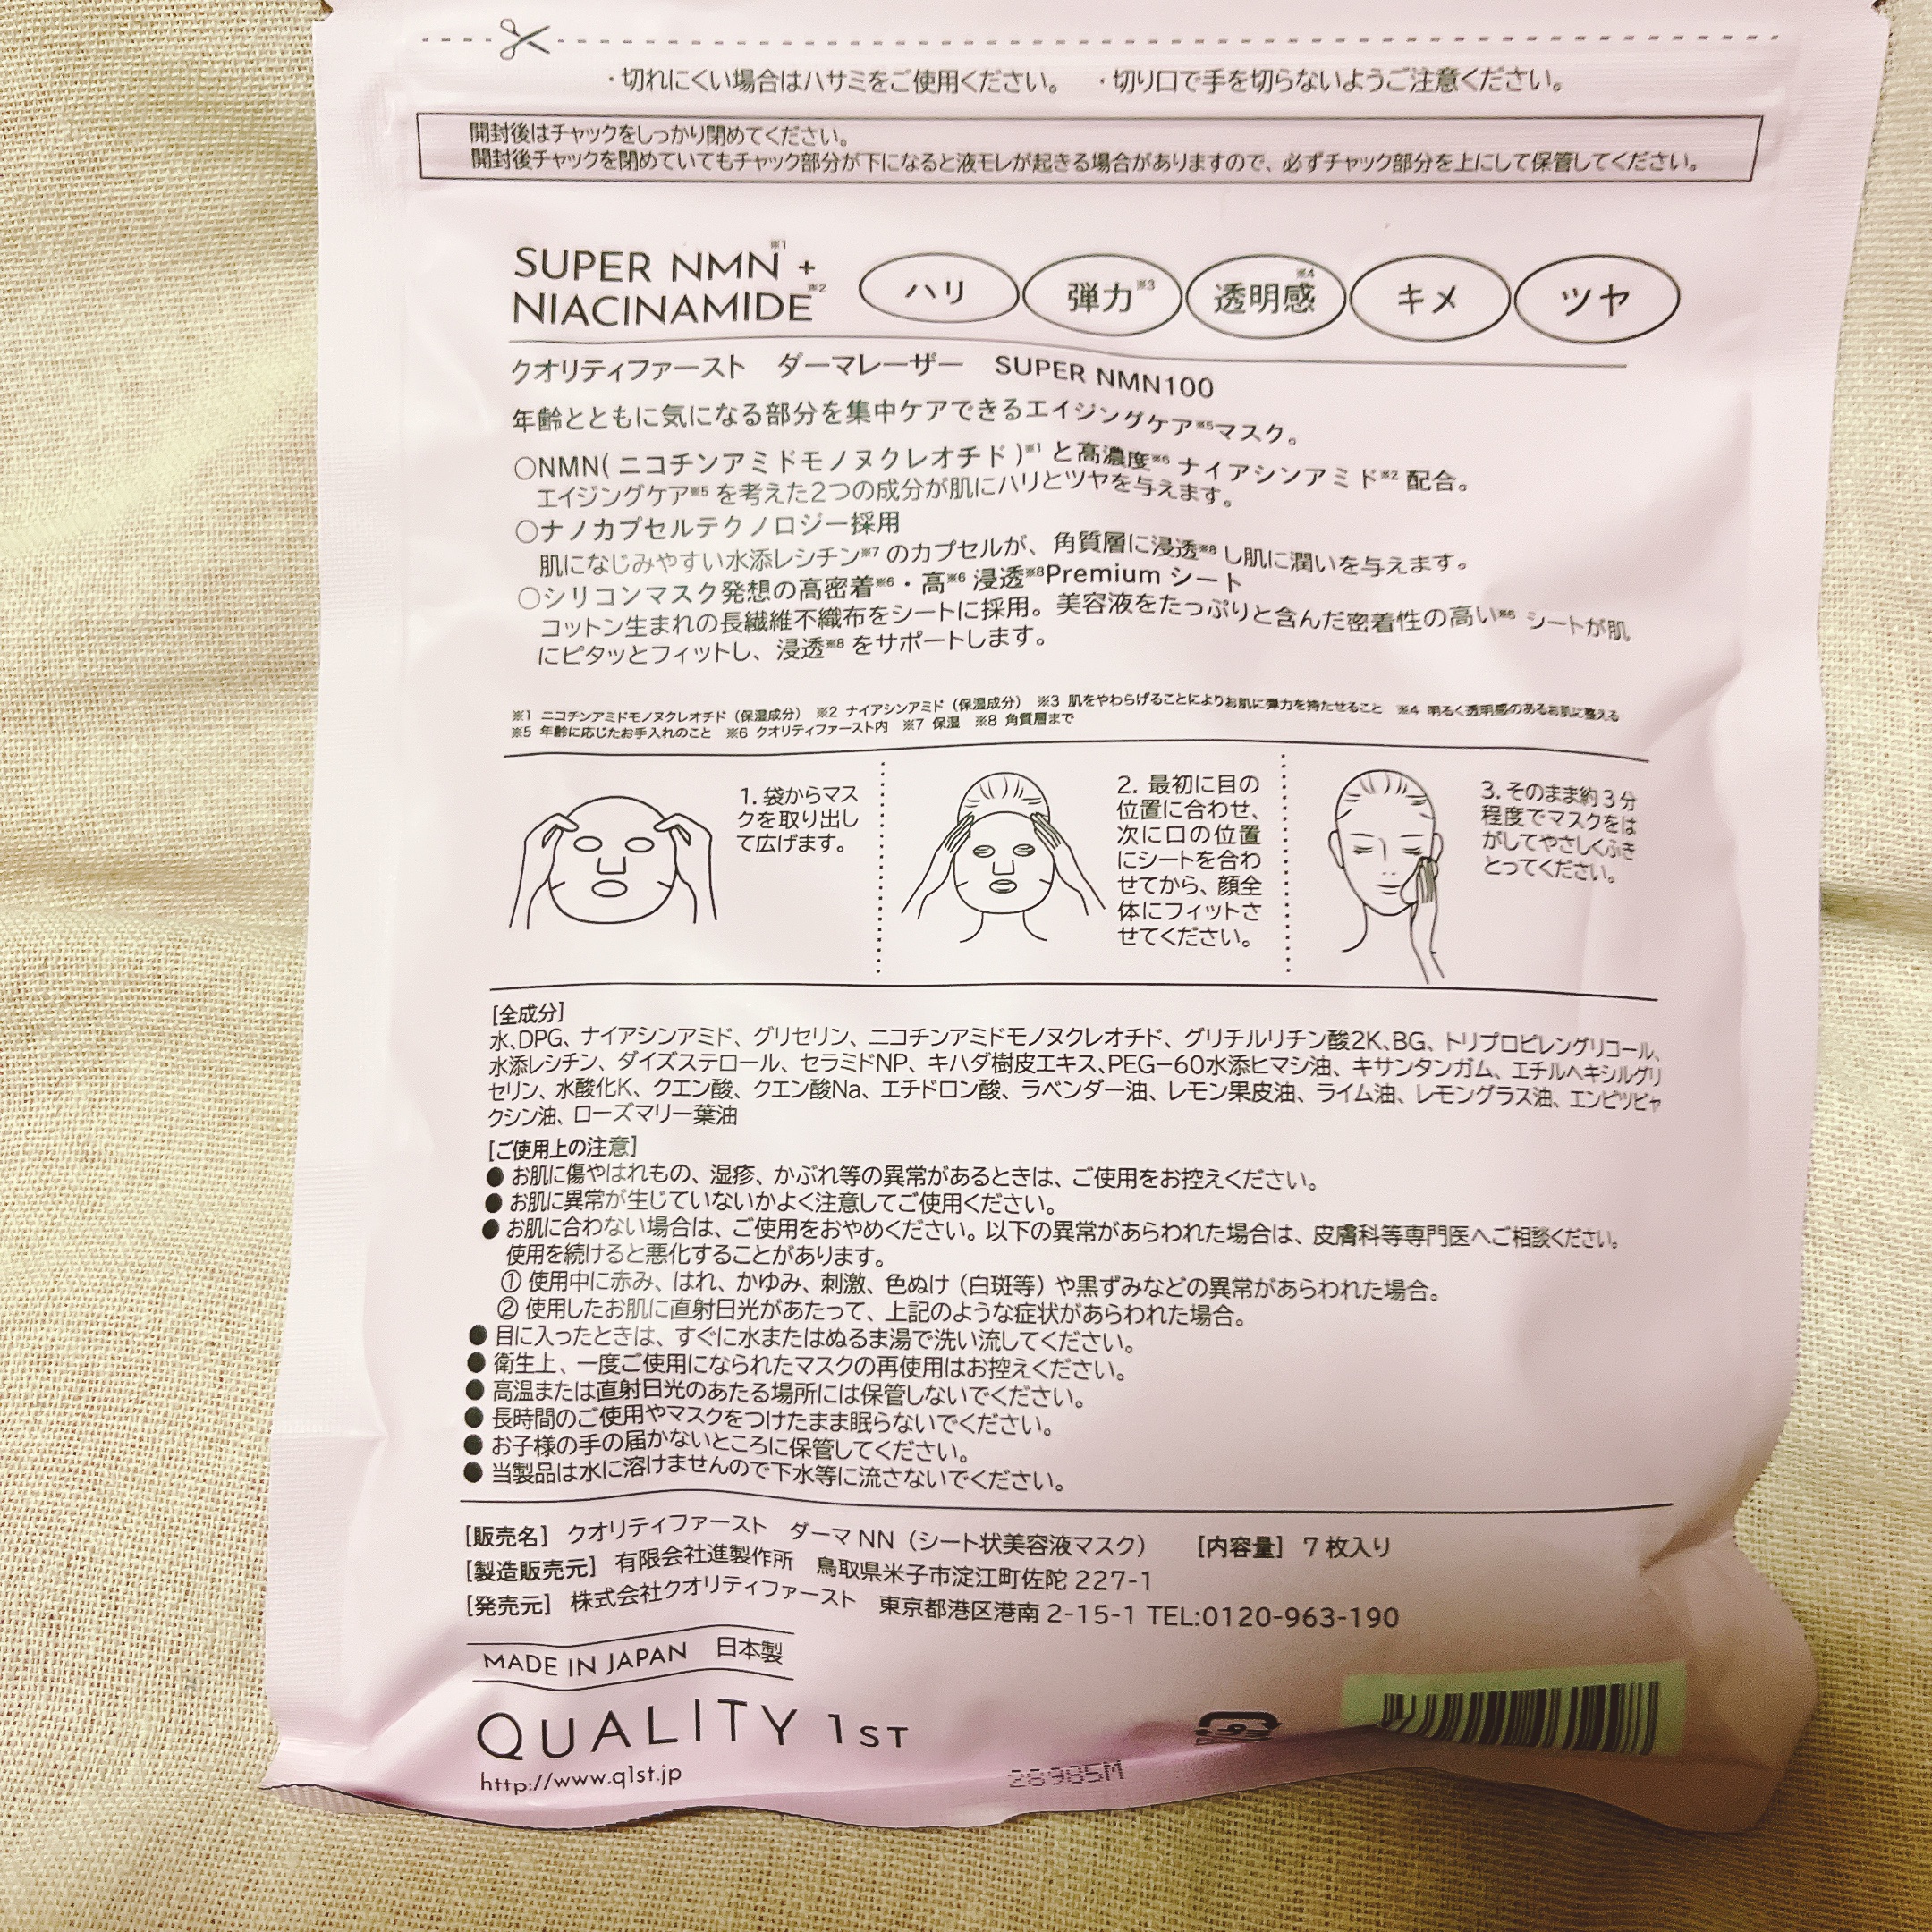 ・切れにくい場合はハサミをご使用ください。 ・切り口で手を切らないようご注意ください。
開封後はチャックをしっかり閉めてください。
開封後チャックを閉めていてもチャック部分が下になると液モレが起きる場合がありますので、必ずチャック部分を上にして保管してください。
SUPER NMN※1 +
NIACINAMIDE※2
ハリ 弾力※3 透明感※4 キメ ツヤ
クオリティファースト ダーマレーザー SUPER NMN100
年齢とともに気になる部分を集中ケアできるエイジングケア※5マスク。
○NMN(ニコチンアミドモノヌクレオチド)※1と高濃度※6ナイアシンアミド※2配合。
エイジングケア※5を考えた2つの成分が肌にハリとツヤを与えます。
○ナノカプセルテクノロジー採用
肌になじみやすい水添レシチン※7のカプセルが、角質層に浸透※8し肌に潤いを与えます。
○シリコンマスク発想の高密着※6・高※6浸透※8Premiumシート
コットン生まれの長繊維不織布をシートに採用。美容液をたっぷりと含んだ密着性の高い※6シートが肌
にピタッとフィットし、浸透※8をサポートします。
※1 ニコチンアミドモノヌクレオチド（保湿成分） ※2 ナイアシンアミド（保湿成分） ※3 肌をやわらげることによりお肌に弾力を持たせること ※4 明るく透明感のあるお肌に整える
※5 年齢に応じたお手入れのこと ※6 クオリティファースト内 ※7 保湿 ※8 角質層まで
1. 袋からマス
クを取り出し
て広げます。
2. 最初に目の
位置に合わせ、
次に口の位置
にシートを合わ
せてから、顔全
体にフィットさ
せてください。
3. そのまま約3分
程度でマスクをは
がしてやさしくふき
とってください。
[全成分]
水、DPG、ナイアシンアミド、グリセリン、ニコチンアミドモノヌクレオチド、グリチルリチン酸2K、BG、トリプロピレングリコール、
水添レシチン、ダイズステロール、セラミドNP、キハダ樹皮エキス、PEG-60水添ヒマシ油、キサンタンガム、エチルヘキシルグリ
セリン、水酸化K、クエン酸、クエン酸Na、エチドロン酸、ラベンダー油、レモン果皮油、ライム油、レモングラス油、エンピツビャ
クシン油、ローズマリー葉油
[ご使用上の注意]
● お肌に傷やはれもの、湿疹、かぶれ等の異常があるときは、ご使用をお控えください。
● お肌に異常が生じていないかよく注意してご使用ください。
● お肌に合わない場合は、ご使用をおやめください。以下の異常があらわれた場合は、皮膚科等専門医へご相談ください。
使用を続けると悪化することがあります。
① 使用中に赤み、はれ、かゆみ、刺激、色ぬけ（白斑等）や黒ずみなどの異常があらわれた場合。
② 使用したお肌に直射日光があたって、上記のような症状があらわれた場合。
● 目に入ったときは、すぐに水またはぬるま湯で洗い流してください。
● 衛生上、一度ご使用になられたマスクの再使用はお控えください。
● 高温または直射日光のあたる場所には保管しないでください。
● 長時間のご使用やマスクをつけたまま眠らないでください。
● お子様の手の届かないところに保管してください。
● 当製品は水に溶けませんので下水等に流さないでください。
[販売名] クオリティファースト ダーマNN（シート状美容液マスク） [内容量] 7枚入り
[製造販売元] 有限会社進製作所 鳥取県米子市淀江町佐陀227-1
[発売元] 株式会社クオリティファースト 東京都港区港南2-15-1 TEL:0120-963-190
MADE IN JAPAN 日本製
QUALITY 1ST
http://www.q1st.jp
28985M